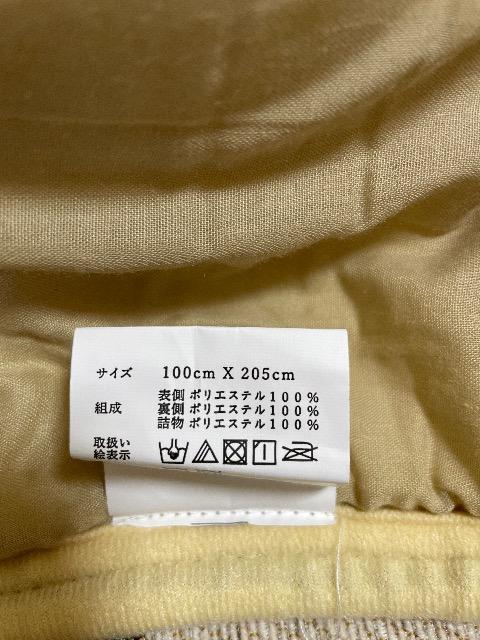 サイズ 100cm X 205cm
表側 ポリエステル100%
組成 裏側 ポリエステル100%
詰物 ポリエステル100%
取扱い
絵表示